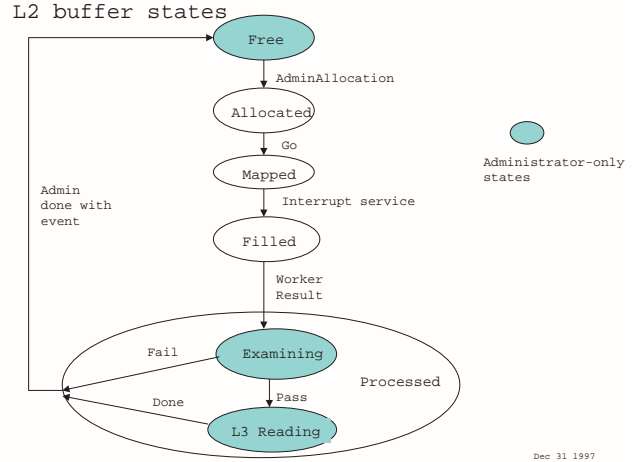 L2 buffer states
Free
AdminAllocation
Allocated
Go
Administrator-only
states
Mapped
Admin
done with
event
Interrupt service
Filled
Worker
Result
Fail
Examining
Processed
Pass
Done
L3 Reading
Dec 31 1997